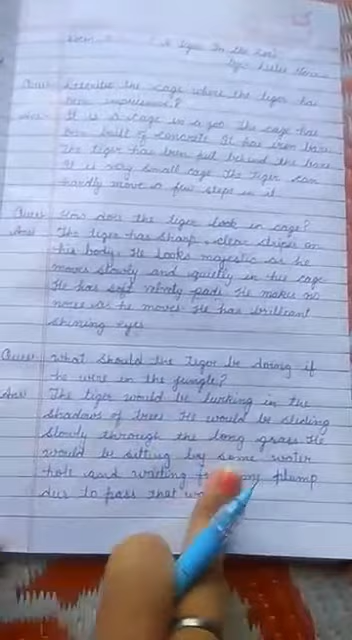 A Tiger In the Zoo
By: Leslie Norris
Ques: Describe the cage where the tiger has
been imprisoned?
Ans: It is a cage in a zoo. The cage has
been built of concrete It has iron bars
The tiger has been put behind the bars
It is very small cage The Tiger can
hardly move a few steps in it
Ques: How does the tiger look in cage?
Ans The tiger has sharp, clear stripes on
his body. He looks majestic as he
moves slowly and quietly in the cage
He has soft velvety pads. He makes no
noise as he moves. He has brilliant
shining eyes
Ques: What should the Tiger be doing if
he were in the jungle?
Ans: The tiger would be lurking in the
shadows of trees. He would be sliding
slowly through the long grass. He
would be sitting by some water
hole and waiting plump
to pass that